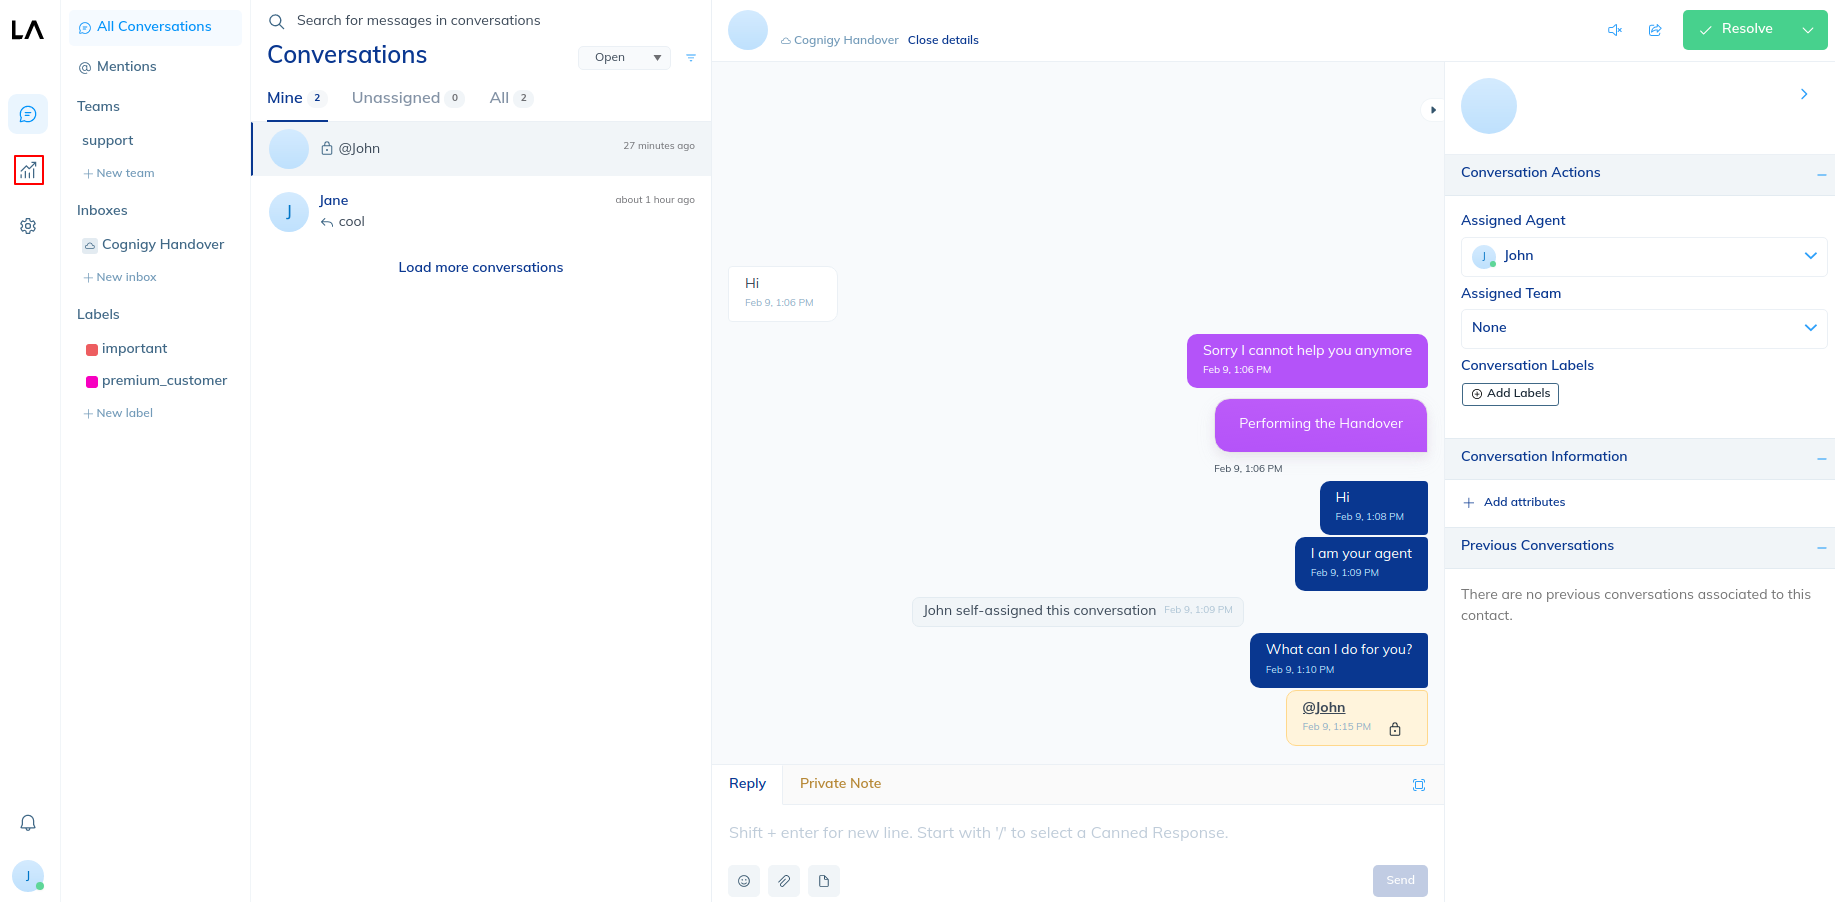 LA
All Conversations
@ Mentions
Teams
support
+ New team
Inboxes
Cognigy Handover
+ New inbox
Labels
important
premium_customer
+ New label
J
Search for messages in conversations
Conversations
Open
Mine 2 Unassigned 0 All 2
@John 27 minutes ago
J
Jane about 1 hour ago
cool
Load more conversations
Cognigy Handover Close details
Resolve
Hi
Feb 9, 1:06 PM
Sorry I cannot help you anymore
Feb 9, 1:06 PM
Performing the Handover
Feb 9, 1:06 PM
Hi
Feb 9, 1:08 PM
I am your agent
Feb 9, 1:09 PM
John self-assigned this conversation Feb 9, 1:09 PM
What can I do for you?
Feb 9, 1:10 PM
@John
Feb 9, 1:15 PM
Reply Private Note
Shift + enter for new line. Start with '/' to select a Canned Response.
Send
Conversation Actions
Assigned Agent
J John
Assigned Team
None
Conversation Labels
Add Labels
Conversation Information
+ Add attributes
Previous Conversations
There are no previous conversations associated to this
contact.